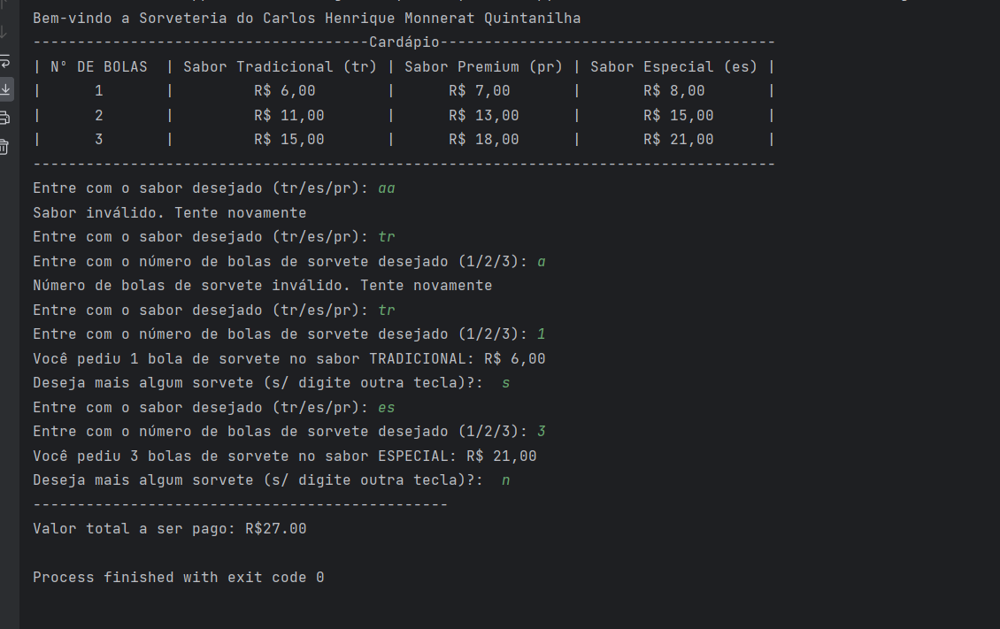 Bem-vindo a Sorveteria do Carlos Henrique Monnerat Quintanilha
--------------------------------------Cardápio--------------------------------------
| N° DE BOLAS  | Sabor Tradicional (tr) | Sabor Premium (pr) | Sabor Especial (es) |
|      1       |         R$ 6,00        |      R$ 7,00       |       R$ 8,00       |
|      2       |         R$ 11,00       |      R$ 13,00      |       R$ 15,00      |
|      3       |         R$ 15,00       |      R$ 18,00      |       R$ 21,00      |
------------------------------------------------------------------------------------
Entre com o sabor desejado (tr/es/pr): aa
Sabor inválido. Tente novamente
Entre com o sabor desejado (tr/es/pr): tr
Entre com o número de bolas de sorvete desejado (1/2/3): a
Número de bolas de sorvete inválido. Tente novamente
Entre com o sabor desejado (tr/es/pr): tr
Entre com o número de bolas de sorvete desejado (1/2/3): 1
Você pediu 1 bola de sorvete no sabor TRADICIONAL: R$ 6,00
Deseja mais algum sorvete (s/ digite outra tecla)?:  s
Entre com o sabor desejado (tr/es/pr): es
Entre com o número de bolas de sorvete desejado (1/2/3): 3
Você pediu 3 bolas de sorvete no sabor ESPECIAL: R$ 21,00
Deseja mais algum sorvete (s/ digite outra tecla)?:  n
-----------------------------------------------
Valor total a ser pago: R$27.00
Process finished with exit code 0